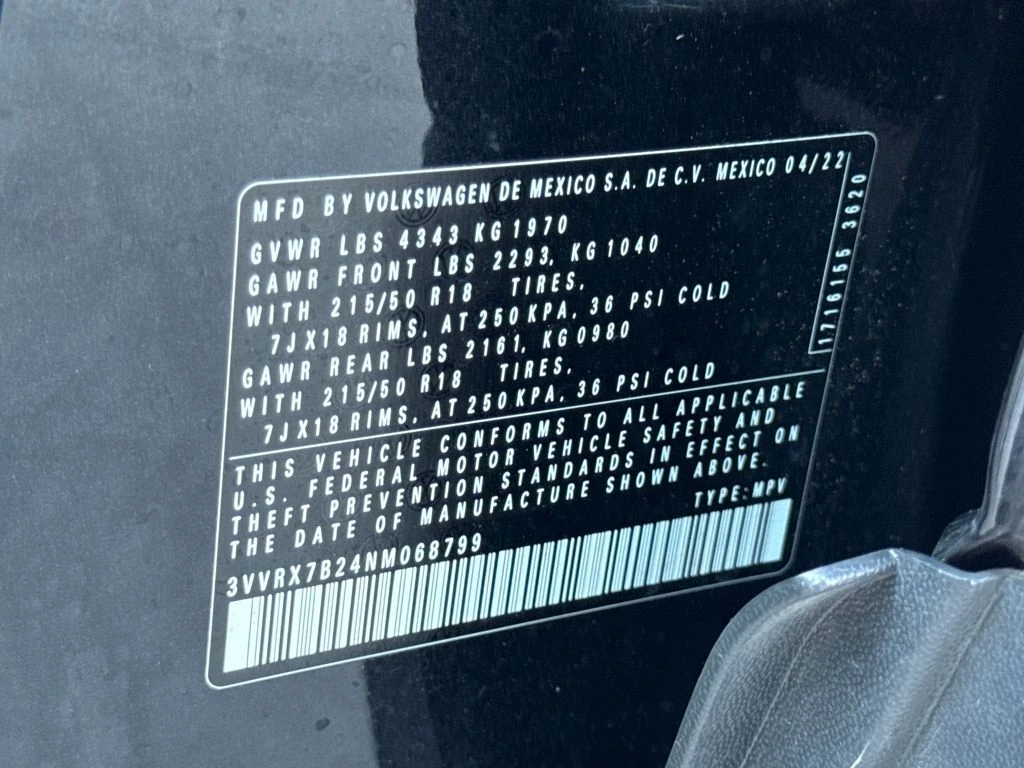 MFD BY VOLKSWAGEN DE MEXICO S.A. DE C.V. MEXICO 04/22
GVWR LBS 4343 KG 1970
GAWR FRONT LBS 2293, KG 1040
WITH 215/50 R18 TIRES,
7J X18 RIMS, AT 250 KPA, 36 PSI COLD
GAWR REAR LBS 2161, KG 0980
WITH 215/50 R18 TIRES,
7J X18 RIMS, AT 250 KPA, 36 PSI COLD
1716155 3620
THIS VEHICLE CONFORMS TO ALL APPLICABLE
U.S. FEDERAL MOTOR VEHICLE SAFETY AND
THEFT PREVENTION STANDARDS IN EFFECT ON
THE DATE OF MANUFACTURE SHOWN ABOVE.
TYPE: MPV
3VVRX7B24NM068799